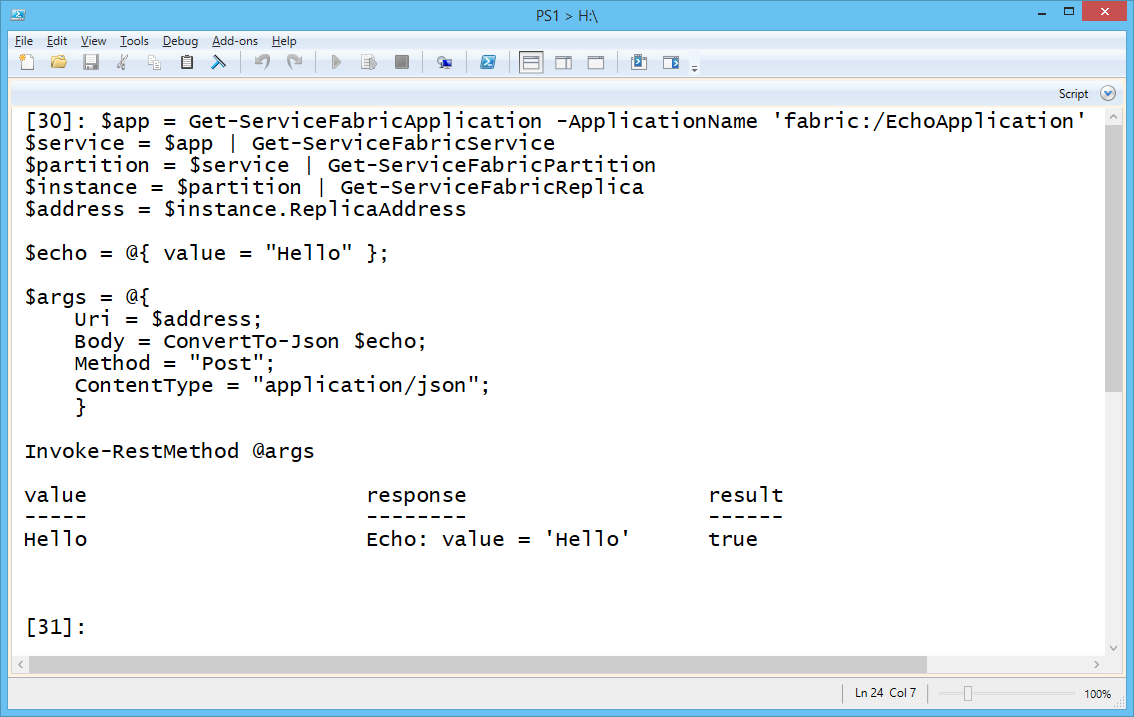 PS1 > H:\
File Edit View Tools Debug Add-ons Help
Script
[30]: $app = Get-ServiceFabricApplication -ApplicationName 'fabric:/EchoApplication'
$service = $app | Get-ServiceFabricService
$partition = $service | Get-ServiceFabricPartition
$instance = $partition | Get-ServiceFabricReplica
$address = $instance.ReplicaAddress
$echo = @{ value = "Hello" };
$args = @{
Uri = $address;
Body = ConvertTo-Json $echo;
Method = "Post";
ContentType = "application/json";
}
Invoke-RestMethod @args
value response result
----- -------- ------
Hello Echo: value = 'Hello' true
[31]:
Ln 24 Col 7 100%